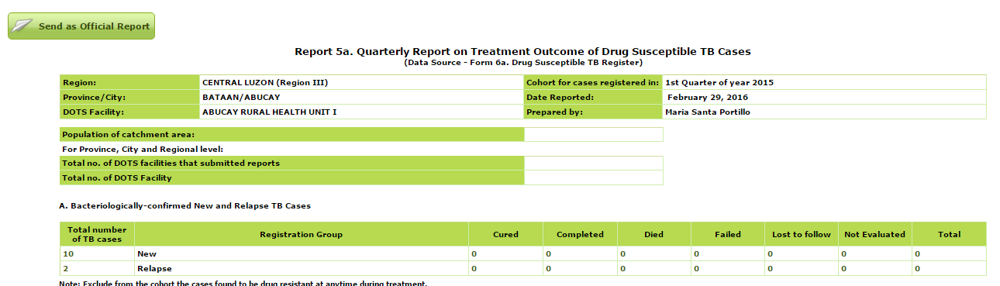 Send as Official Report
Report 5a. Quarterly Report on Treatment Outcome of Drug Susceptible TB Cases
(Data Source - Form 6a. Drug Susceptible TB Register)
Region: CENTRAL LUZON (Region III) Cohort for cases registered in: 1st Quarter of year 2015
Province/City: BATAAN/ABUCAY Date Reported: February 29, 2016
DOTS Facility: ABUCAY RURAL HEALTH UNIT I Prepared by: Maria Santa Portillo
Population of catchment area:
For Province, City and Regional level:
Total no. of DOTS facilities that submitted reports
Total no. of DOTS Facility
A. Bacteriologically-confirmed New and Relapse TB Cases
Total number of TB cases Registration Group Cured Completed Died Failed Lost to follow Not Evaluated Total
10 New 0 0 0 0 0 0 0
2 Relapse 0 0 0 0 0 0 0
Note: Exclude from the cohort the cases found to be drug resistant at anytime during treatment.